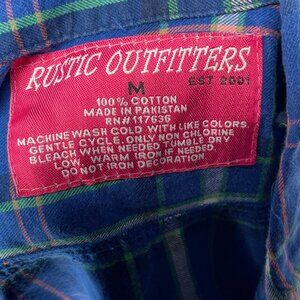 RUSTIC OUTFITTERS
M EST 2001
100% COTTON
MADE IN PAKISTAN
RN#117636
MACHINE WASH COLD WITH LIKE COLORS.
GENTLE CYCLE. ONLY NON CHLORINE
BLEACH WHEN NEEDED TUMBLE DRY
LOW. WARM IRON IF NEEDED.
DO NOT IRON DECORATION.